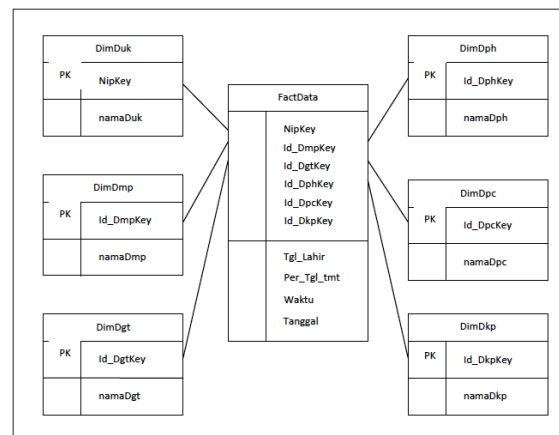 DimDuk
PK
NipKey
namaDuk
DimDmp
PK
Id_DmpKey
namaDmp
DimDgt
PK
Id_DgtKey
namaDgt
FactData
NipKey
Id_DmpKey
Id_DgtKey
Id_DphKey
Id_DpcKey
Id_DkpKey
Tgl_Lahir
Per_Tgl_tmt
Waktu
Tanggal
DimDph
PK
Id_DphKey
namaDph
DimDpc
PK
Id_DpcKey
namaDpc
DimDkp
PK
Id_DkpKey
namaDkp